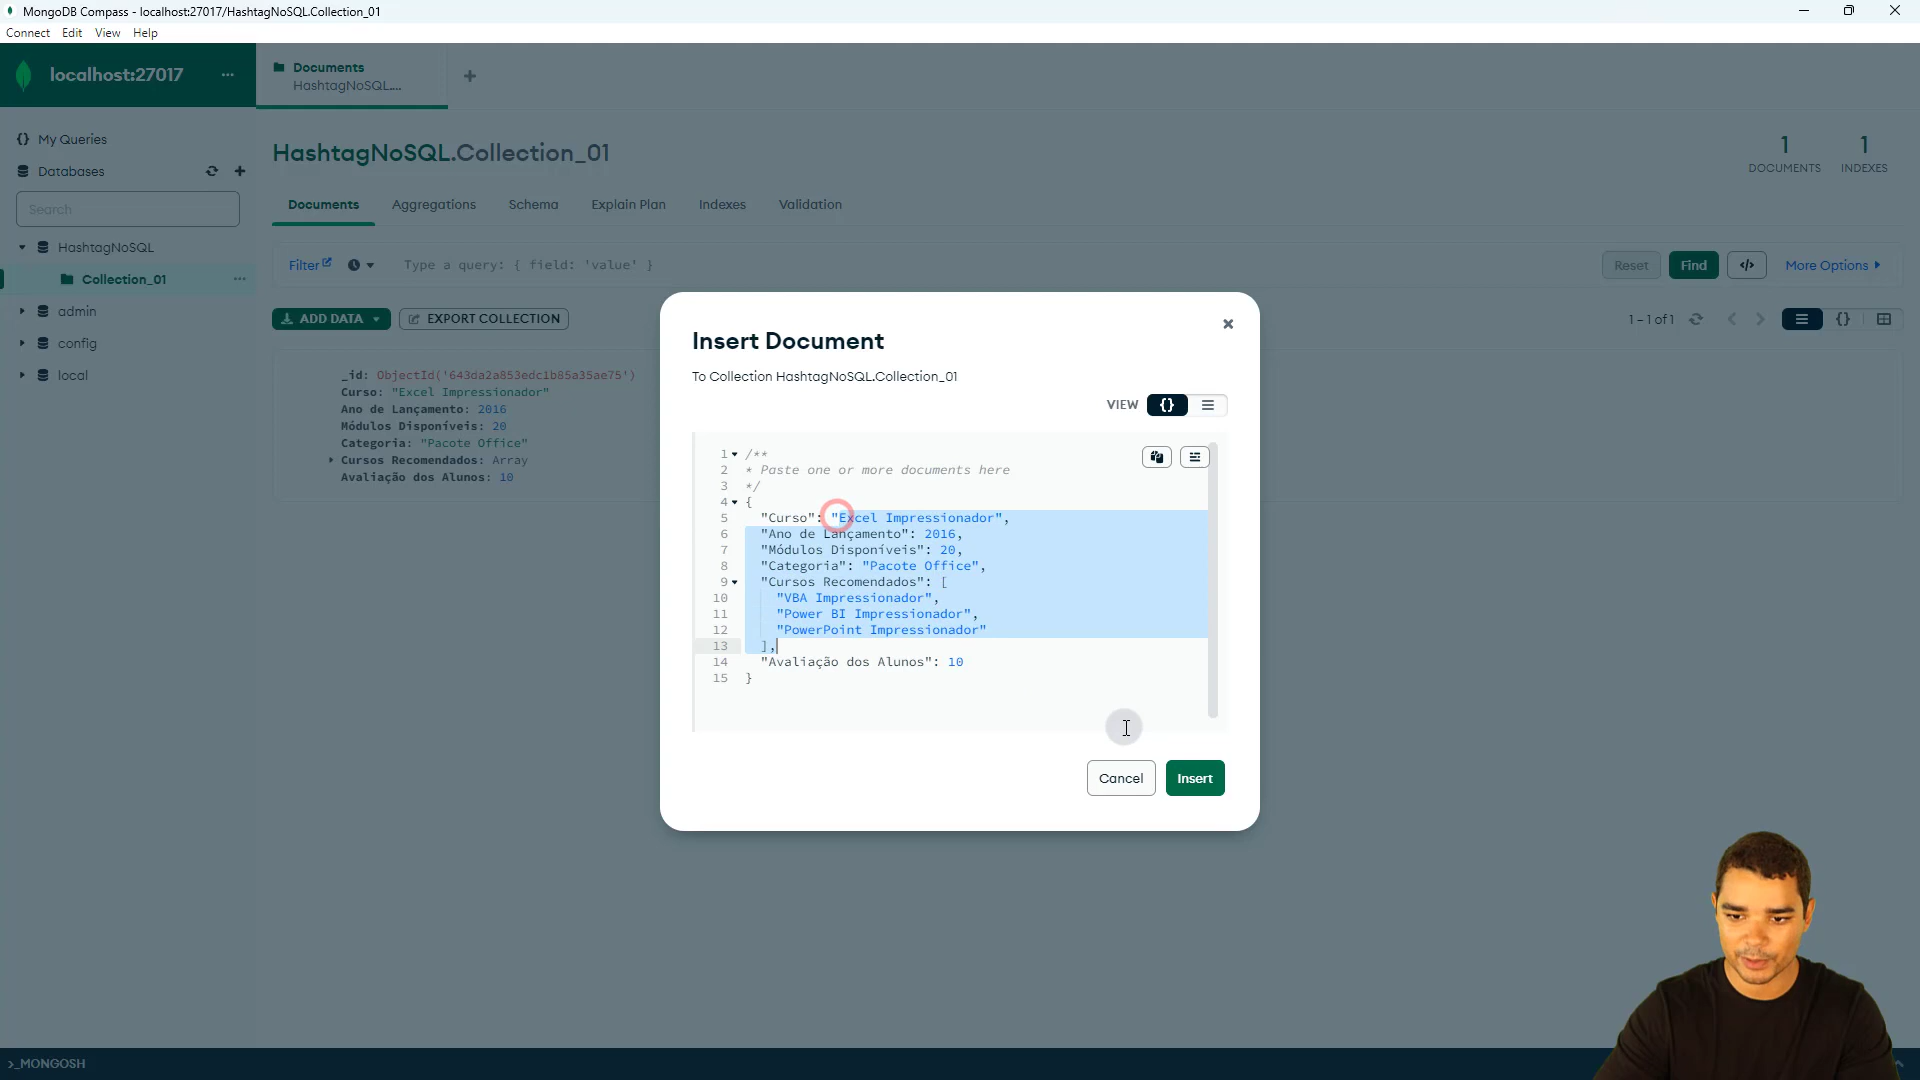 MongoDB Compass - localhost:27017/HashtagNoSQL.Collection_01
Connect Edit View Help
localhost:27017 ...
Documents
HashtagNoSQL....
My Queries
Databases
Search
HashtagNoSQL
Collection_01 ...
admin
config
local
HashtagNoSQL.Collection_01
1
DOCUMENTS
1
INDEXES
Documents Aggregations Schema Explain Plan Indexes Validation
Filter Type a query: { field: 'value' } Reset Find </> More Options
ADD DATA EXPORT COLLECTION 1 – 1 of 1 {}
_id: ObjectId('643da2a853edc1b85a35ae75')
Curso: "Excel Impressionador"
Ano de Lançamento: 2016
Módulos Disponíveis: 20
Categoria: "Pacote Office"
Cursos Recomendados: Array
Avaliação dos Alunos: 10
Insert Document
To Collection HashtagNoSQL.Collection_01
VIEW {}
1 /**
2 * Paste one or more documents here
3 */
4 {
5 "Curso": "Excel Impressionador",
6 "Ano de Lançamento": 2016,
7 "Módulos Disponíveis": 20,
8 "Categoria": "Pacote Office",
9 "Cursos Recomendados": [
10 "VBA Impressionador",
11 "Power BI Impressionador",
12 "PowerPoint Impressionador"
13 ],
14 "Avaliação dos Alunos": 10
15 }
Cancel Insert
>_MONGOSH